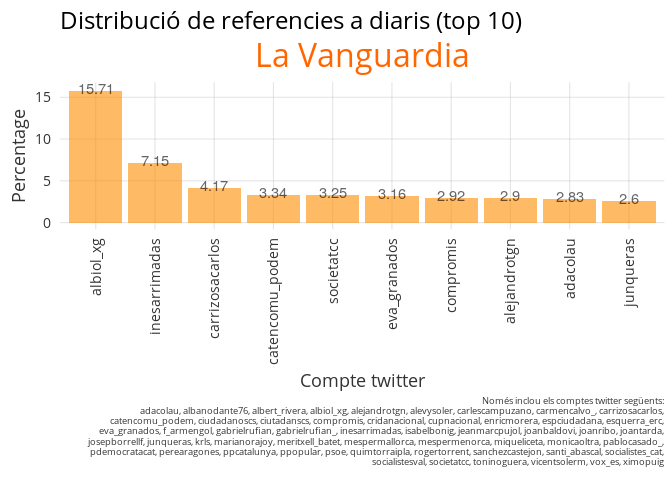 Distribució de referencies a diaris (top 10)
La Vanguardia
Percentage
15
10
5
0
15.71
7.15
4.17
3.34
3.25
3.16
2.92
2.9
2.83
2.6
albiol_xg
inesarrimadas
carrizosacarlos
catencomu_podem
societatcc
eva_granados
compromis
alejandrotgn
adacolau
junqueras
Compte twitter
Només inclou els comptes twitter següents:
adacolau, albanodante76, albert_rivera, albiol_xg, alejandrotgn, alevysoler, carlescampuzano, carmencalvo_, carrizosacarlos,
catencomu_podem, ciudadanoscs, ciutadanscs, compromis, cridanacional, cupnacional, enricmorera, espciudadana, esquerra_erc,
eva_granados, f_armengol, gabrielrufian, gabrielrufian_, inesarrimadas, isabelbonig, jeanmarcpujol, joanbaldovi, joanribo, joantarda,
josepborrellf, junqueras, krls, marianorajoy, meritxell_batet, mespermallorca, mespermenorca, miqueliceta, monicaoltra, pablocasado_,
pdemocratacat, perearagones, ppcatalunya, ppopular, psoe, quimtorraipla, rogertorrent, sanchezcastejon, santi_abascal, socialistes_cat,
socialistesval, societatcc, toninoguera, vicentsolerm, vox_es, ximopuig